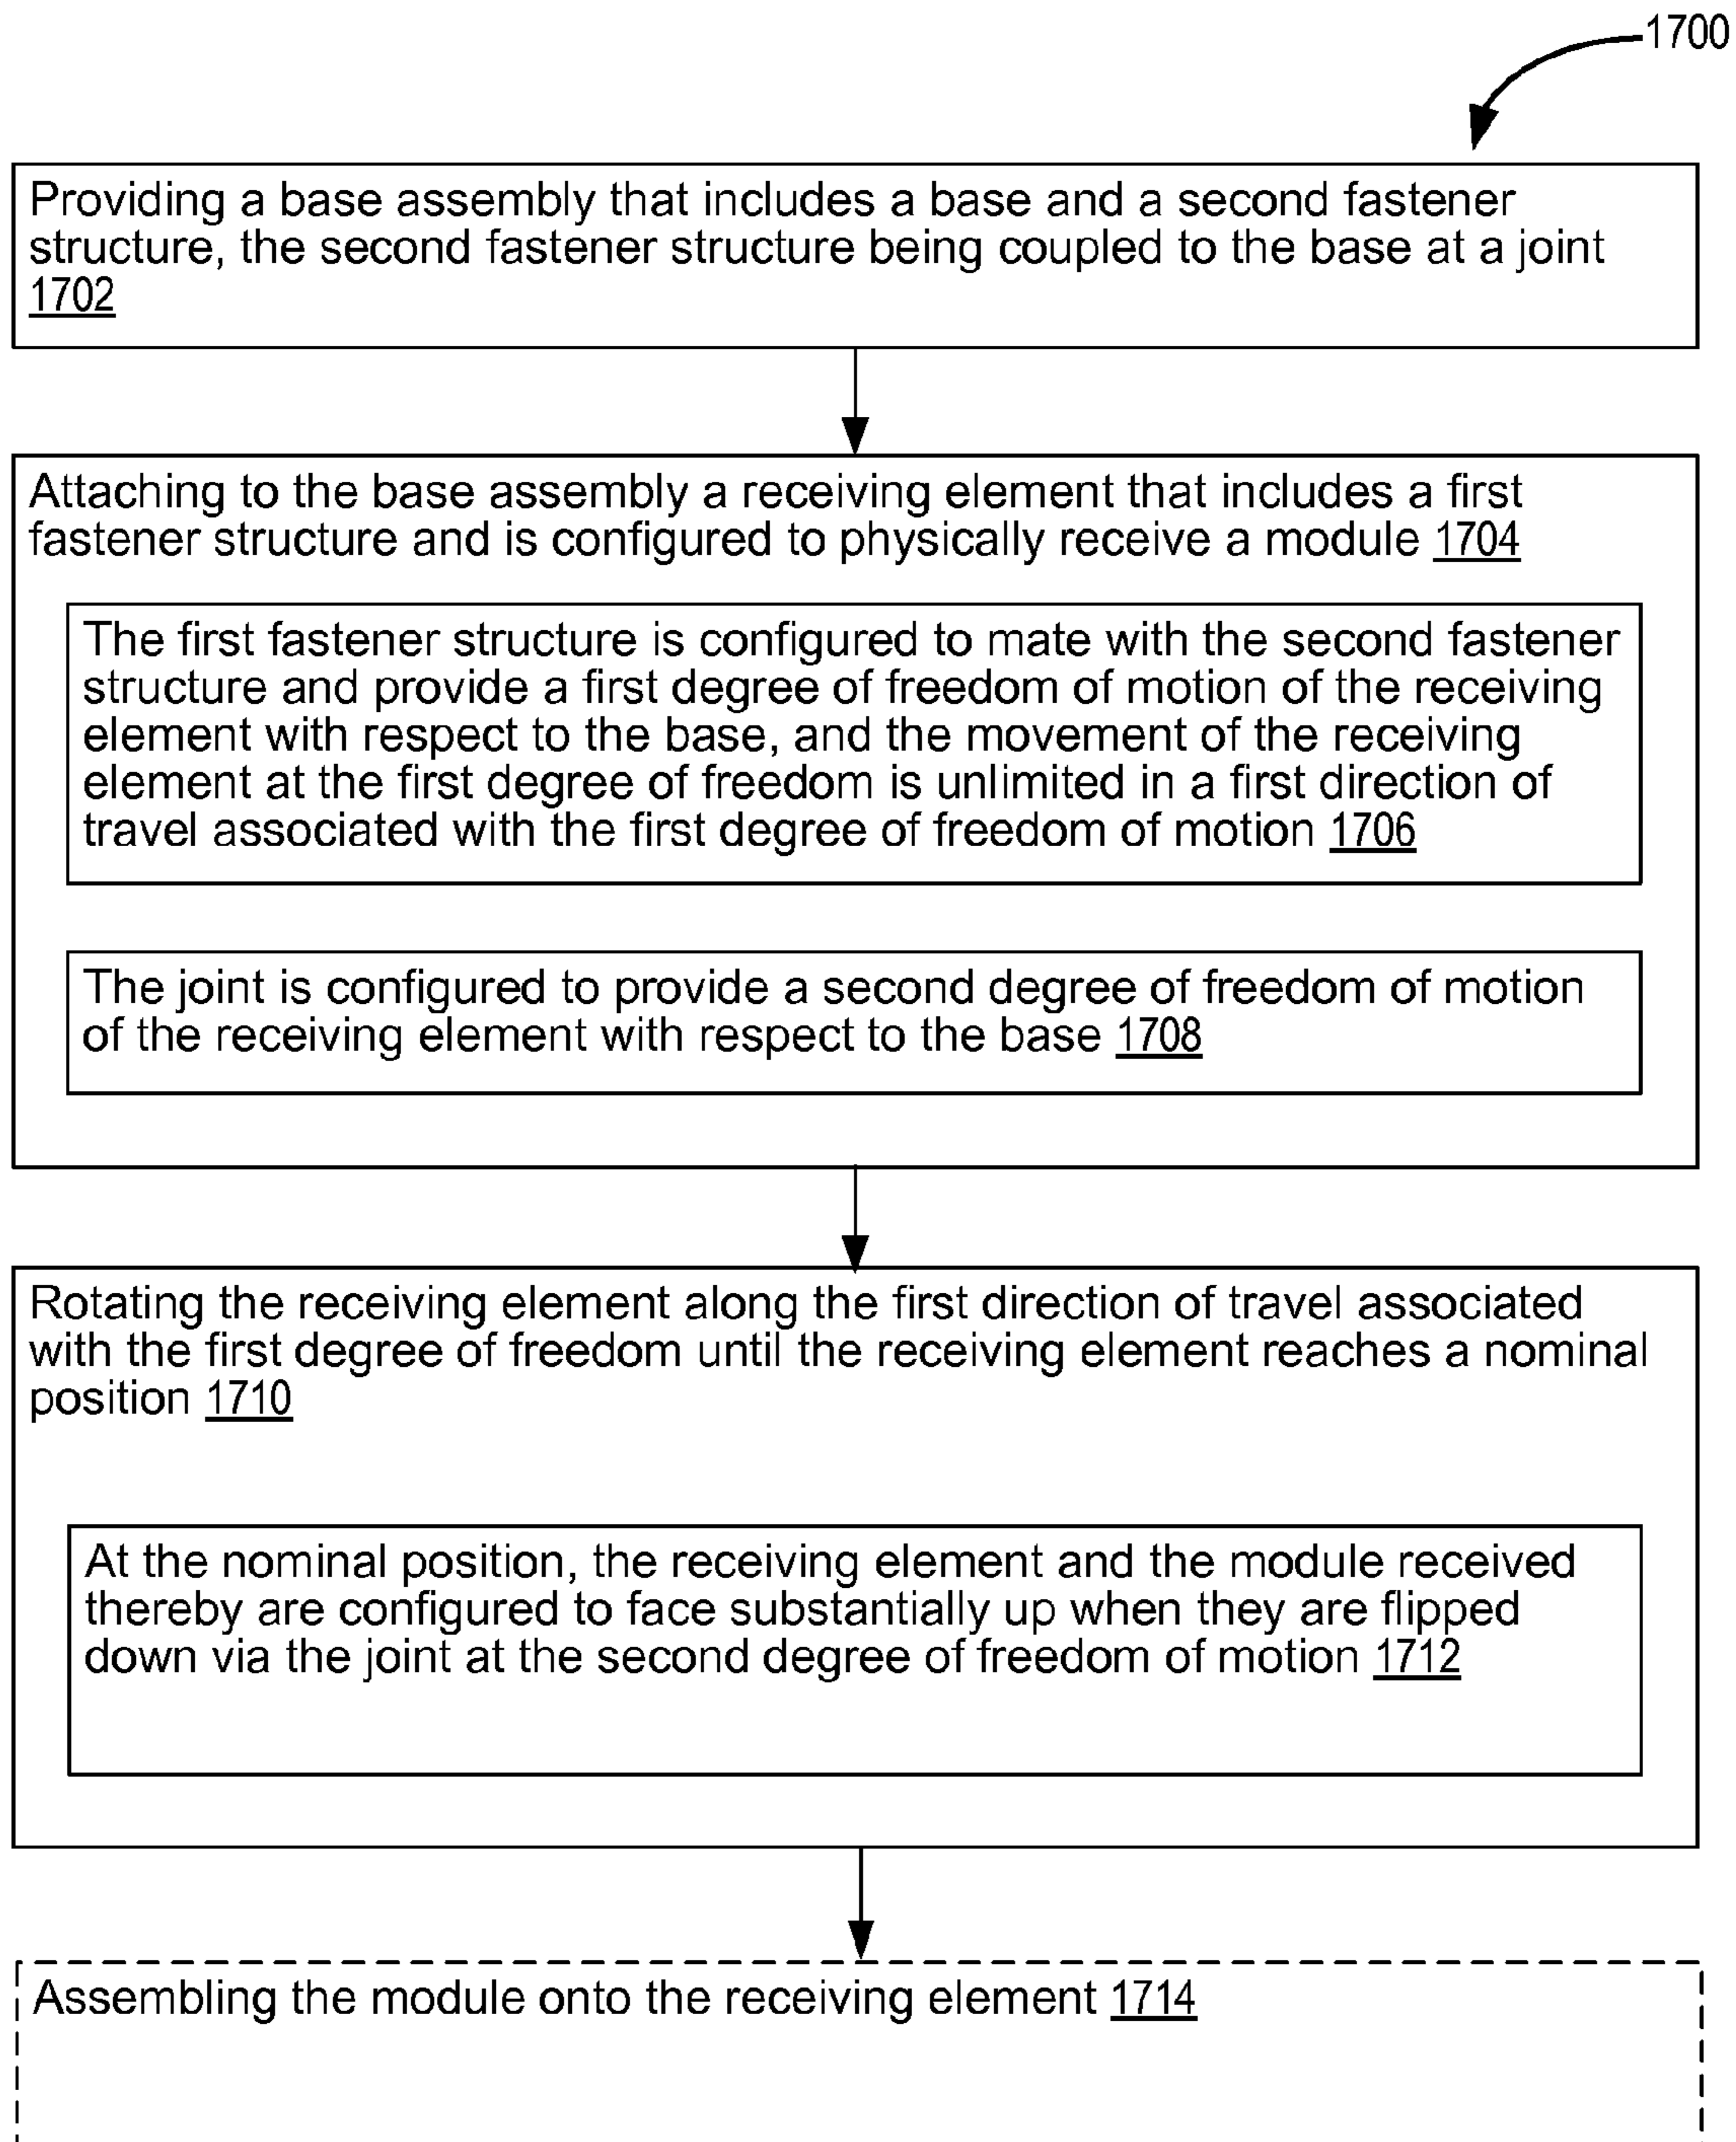 1700
Providing a base assembly that includes a base and a second fastener
structure, the second fastener structure being coupled to the base at a joint
1702
Attaching to the base assembly a receiving element that includes a first
fastener structure and is configured to physically receive a module 1704
The first fastener structure is configured to mate with the second fastener
structure and provide a first degree of freedom of motion of the receiving
element with respect to the base, and the movement of the receiving
element at the first degree of freedom is unlimited in a first direction of
travel associated with the first degree of freedom of motion 1706
The joint is configured to provide a second degree of freedom of motion
of the receiving element with respect to the base 1708
Rotating the receiving element along the first direction of travel associated
with the first degree of freedom until the receiving element reaches a nominal
position 1710
At the nominal position, the receiving element and the module received
thereby are configured to face substantially up when they are flipped
down via the joint at the second degree of freedom of motion 1712
Assembling the module onto the receiving element 1714